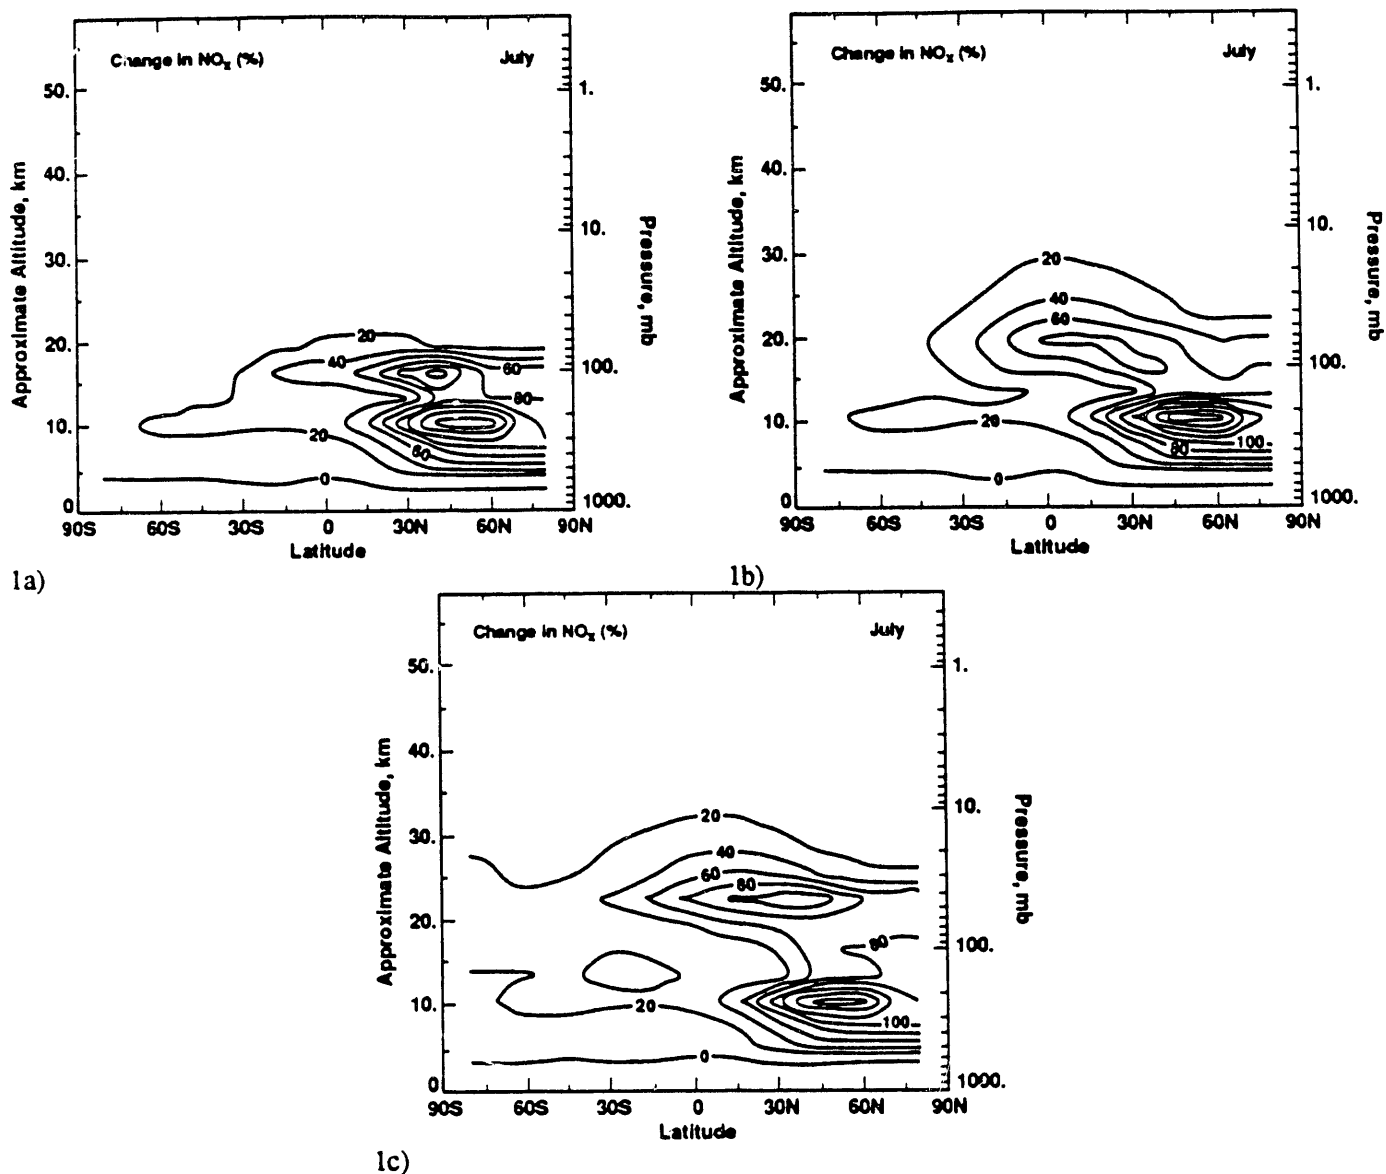 Change in NOx (%) July
50.
40.
30.
20.
10.
0
Approximate Altitude, km
1.
10.
100.
1000.
Pressure, mb
20
40
60
80
20
60
0
90S 60S 30S 0 30N 60N 90N
Latitude
1a)
Change in NOx (%) July
50.
40.
30.
20.
10.
0
Approximate Altitude, km
1.
10.
100.
1000.
Pressure, mb
20
40
60
20
100
80
0
90S 60S 30S 0 30N 60N 90N
Latitude
1b)
Change in NOx (%) July
50.
40.
30.
20.
10.
0
Approximate Altitude, km
1.
10.
100.
1000.
Pressure, mb
20
40
60
80
80
20
100
0
90S 60S 30S 0 30N 60N 90N
Latitude
1c)